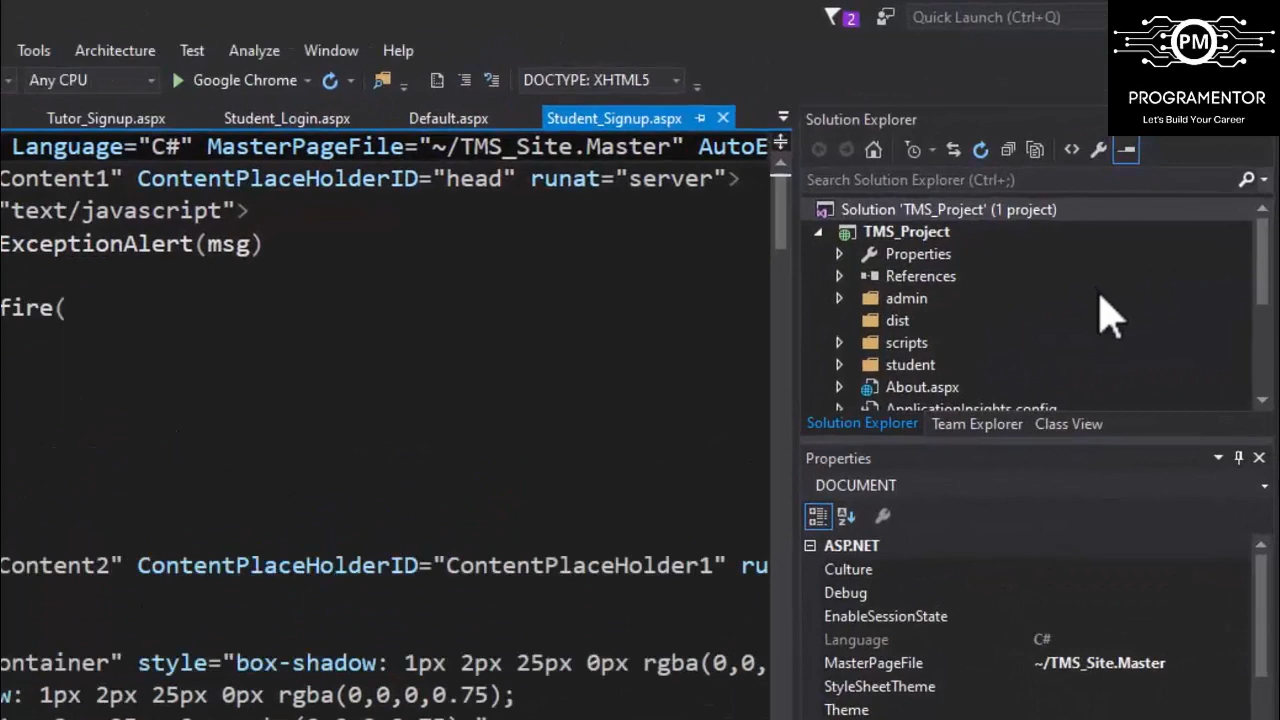 2
Quick Launch (Ctrl+Q)
PM
PROGRAMENTOR
Let's Build Your Career
Tools Architecture Test Analyze Window Help
Any CPU Google Chrome DOCTYPE: XHTML5
Tutor_Signup.aspx Student_Login.aspx Default.aspx Student_Signup.aspx
Language="C#" MasterPageFile="~/TMS_Site.Master" AutoE
Content1" ContentPlaceHolderID="head" runat="server">
"text/javascript">
ExceptionAlert(msg)
fire(
Content2" ContentPlaceHolderID="ContentPlaceHolder1" ru
ontainer" style="box-shadow: 1px 2px 25px 0px rgba(0,0,
w: 1px 2px 25px 0px rgba(0,0,0,0.75);
Solution Explorer
Search Solution Explorer (Ctrl+;)
Solution 'TMS_Project' (1 project)
TMS_Project
Properties
References
admin
dist
scripts
student
About.aspx
ApplicationInsights.config
Solution Explorer Team Explorer Class View
Properties
DOCUMENT
ASP.NET
Culture
Debug
EnableSessionState
Language C#
MasterPageFile ~/TMS_Site.Master
StyleSheetTheme
Theme